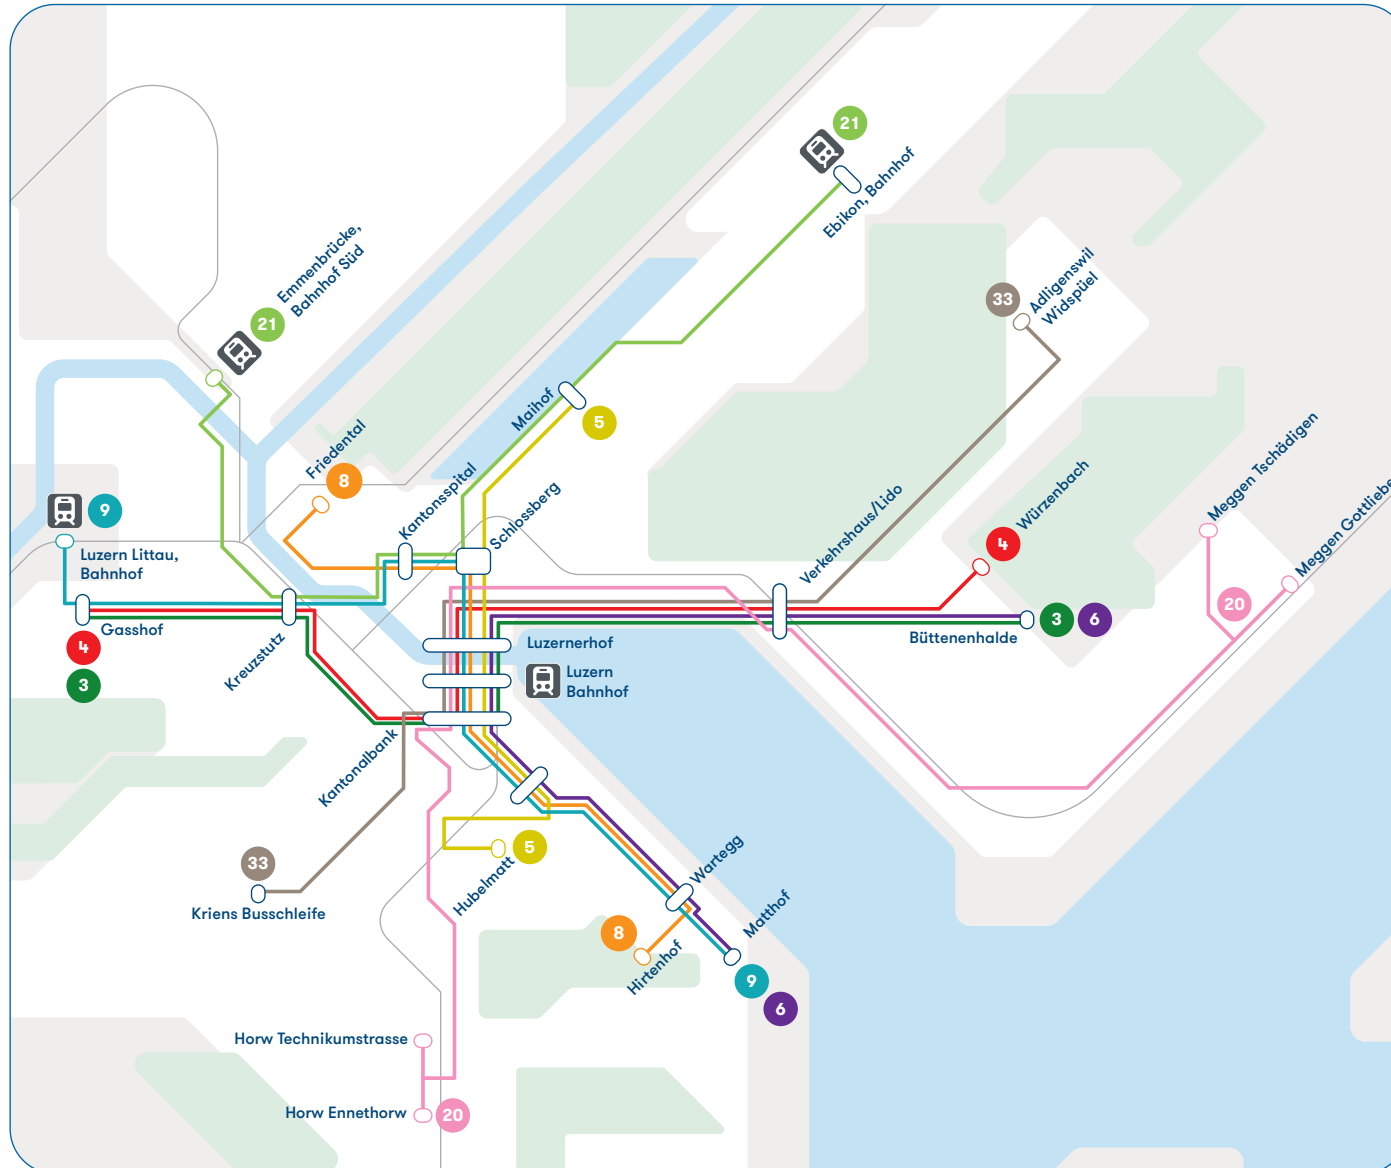 21
Ebikon, Bahnhof
Emmenbrücke,
Bahnhof Süd
21
33
Adligenswil
Widspüel
Maihof
5
Friedental
8
Kantonsspital
Schlossberg
9
Luzern Littau,
Bahnhof
Gasshof
4
3
Kreuzstutz
Verkehrshaus/Lido
4
Würzenbach
Meggen Tschädigen
Meggen Gottliebe
20
Büttenenhalde
3
6
Luzernerhof
Luzern
Bahnhof
Kantonalbank
33
Kriens Busschleife
5
Hubelmatt
Wartegg
Matthof
8
Hirtenhof
9
6
Horw Technikumstrasse
Horw Ennethorw
20